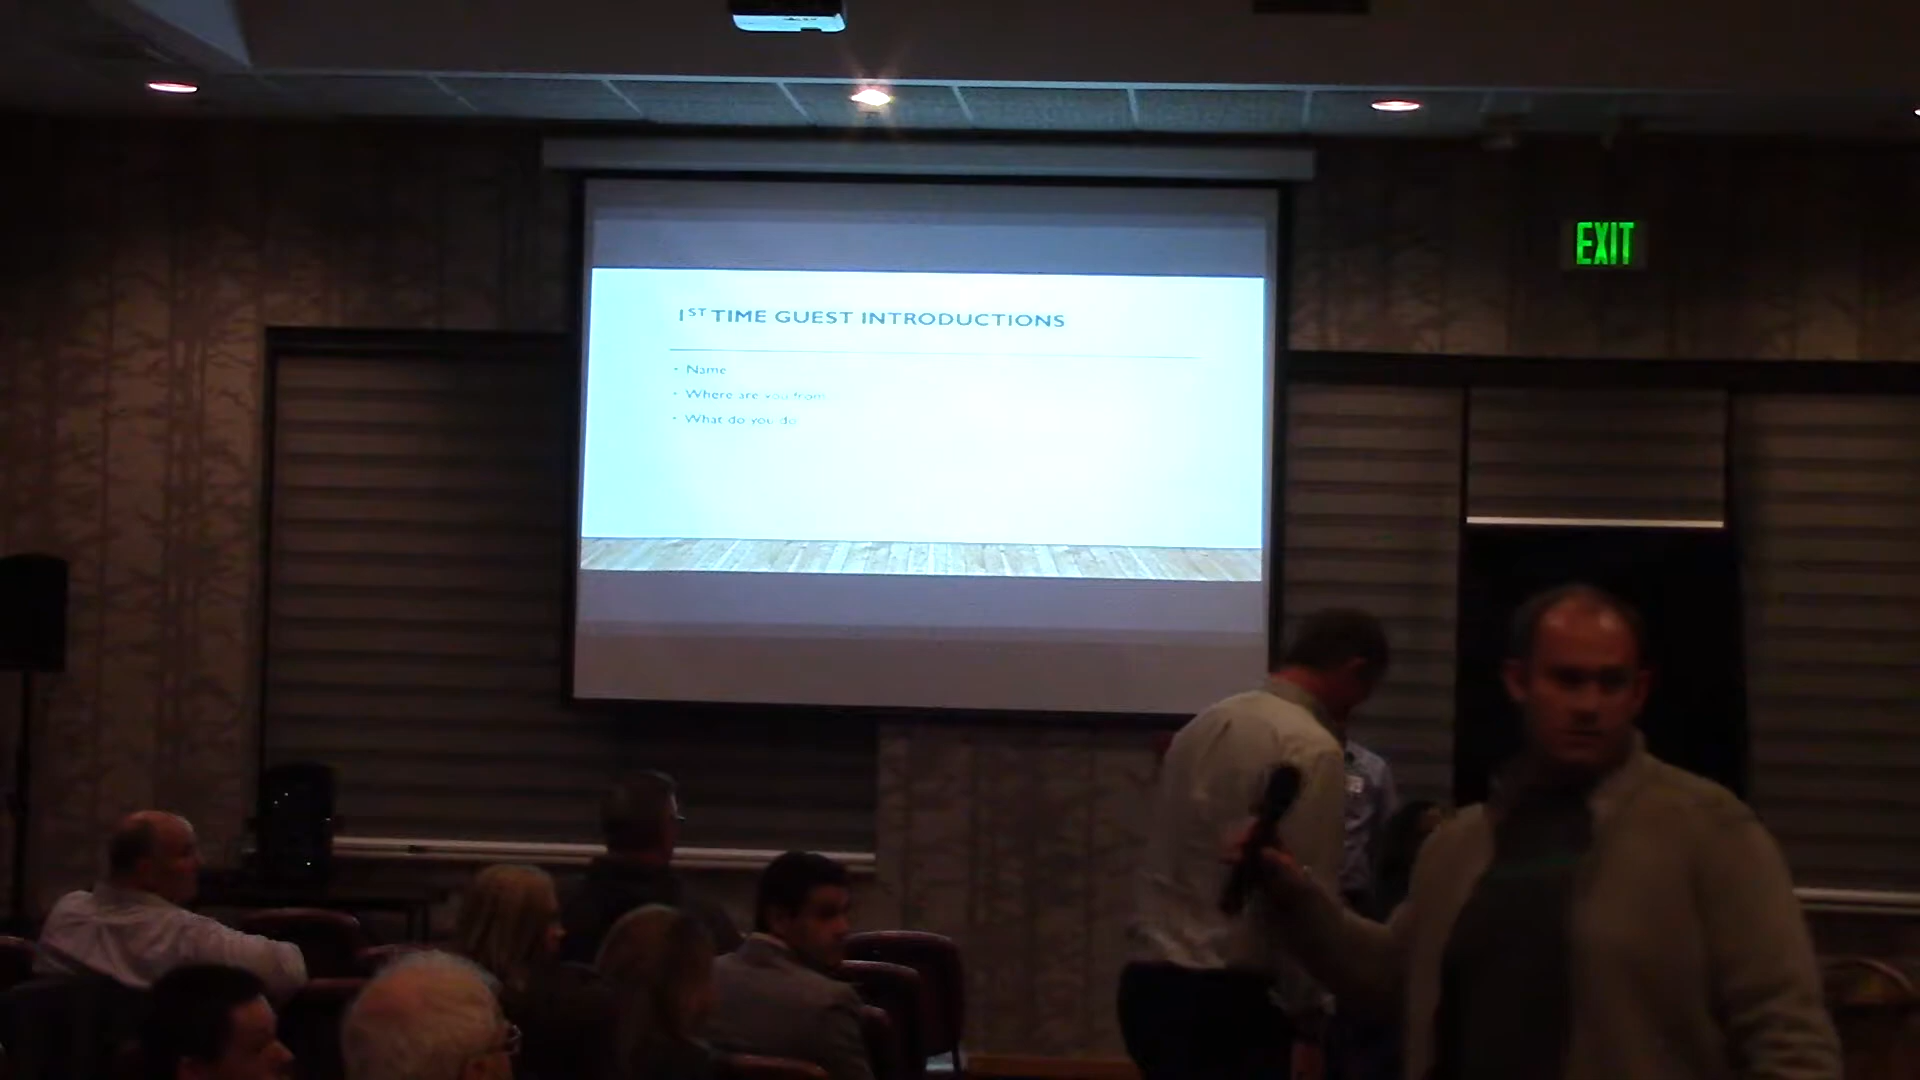 1ST TIME GUEST INTRODUCTIONS
EXIT
• Name
• Where are you from
• What do you do